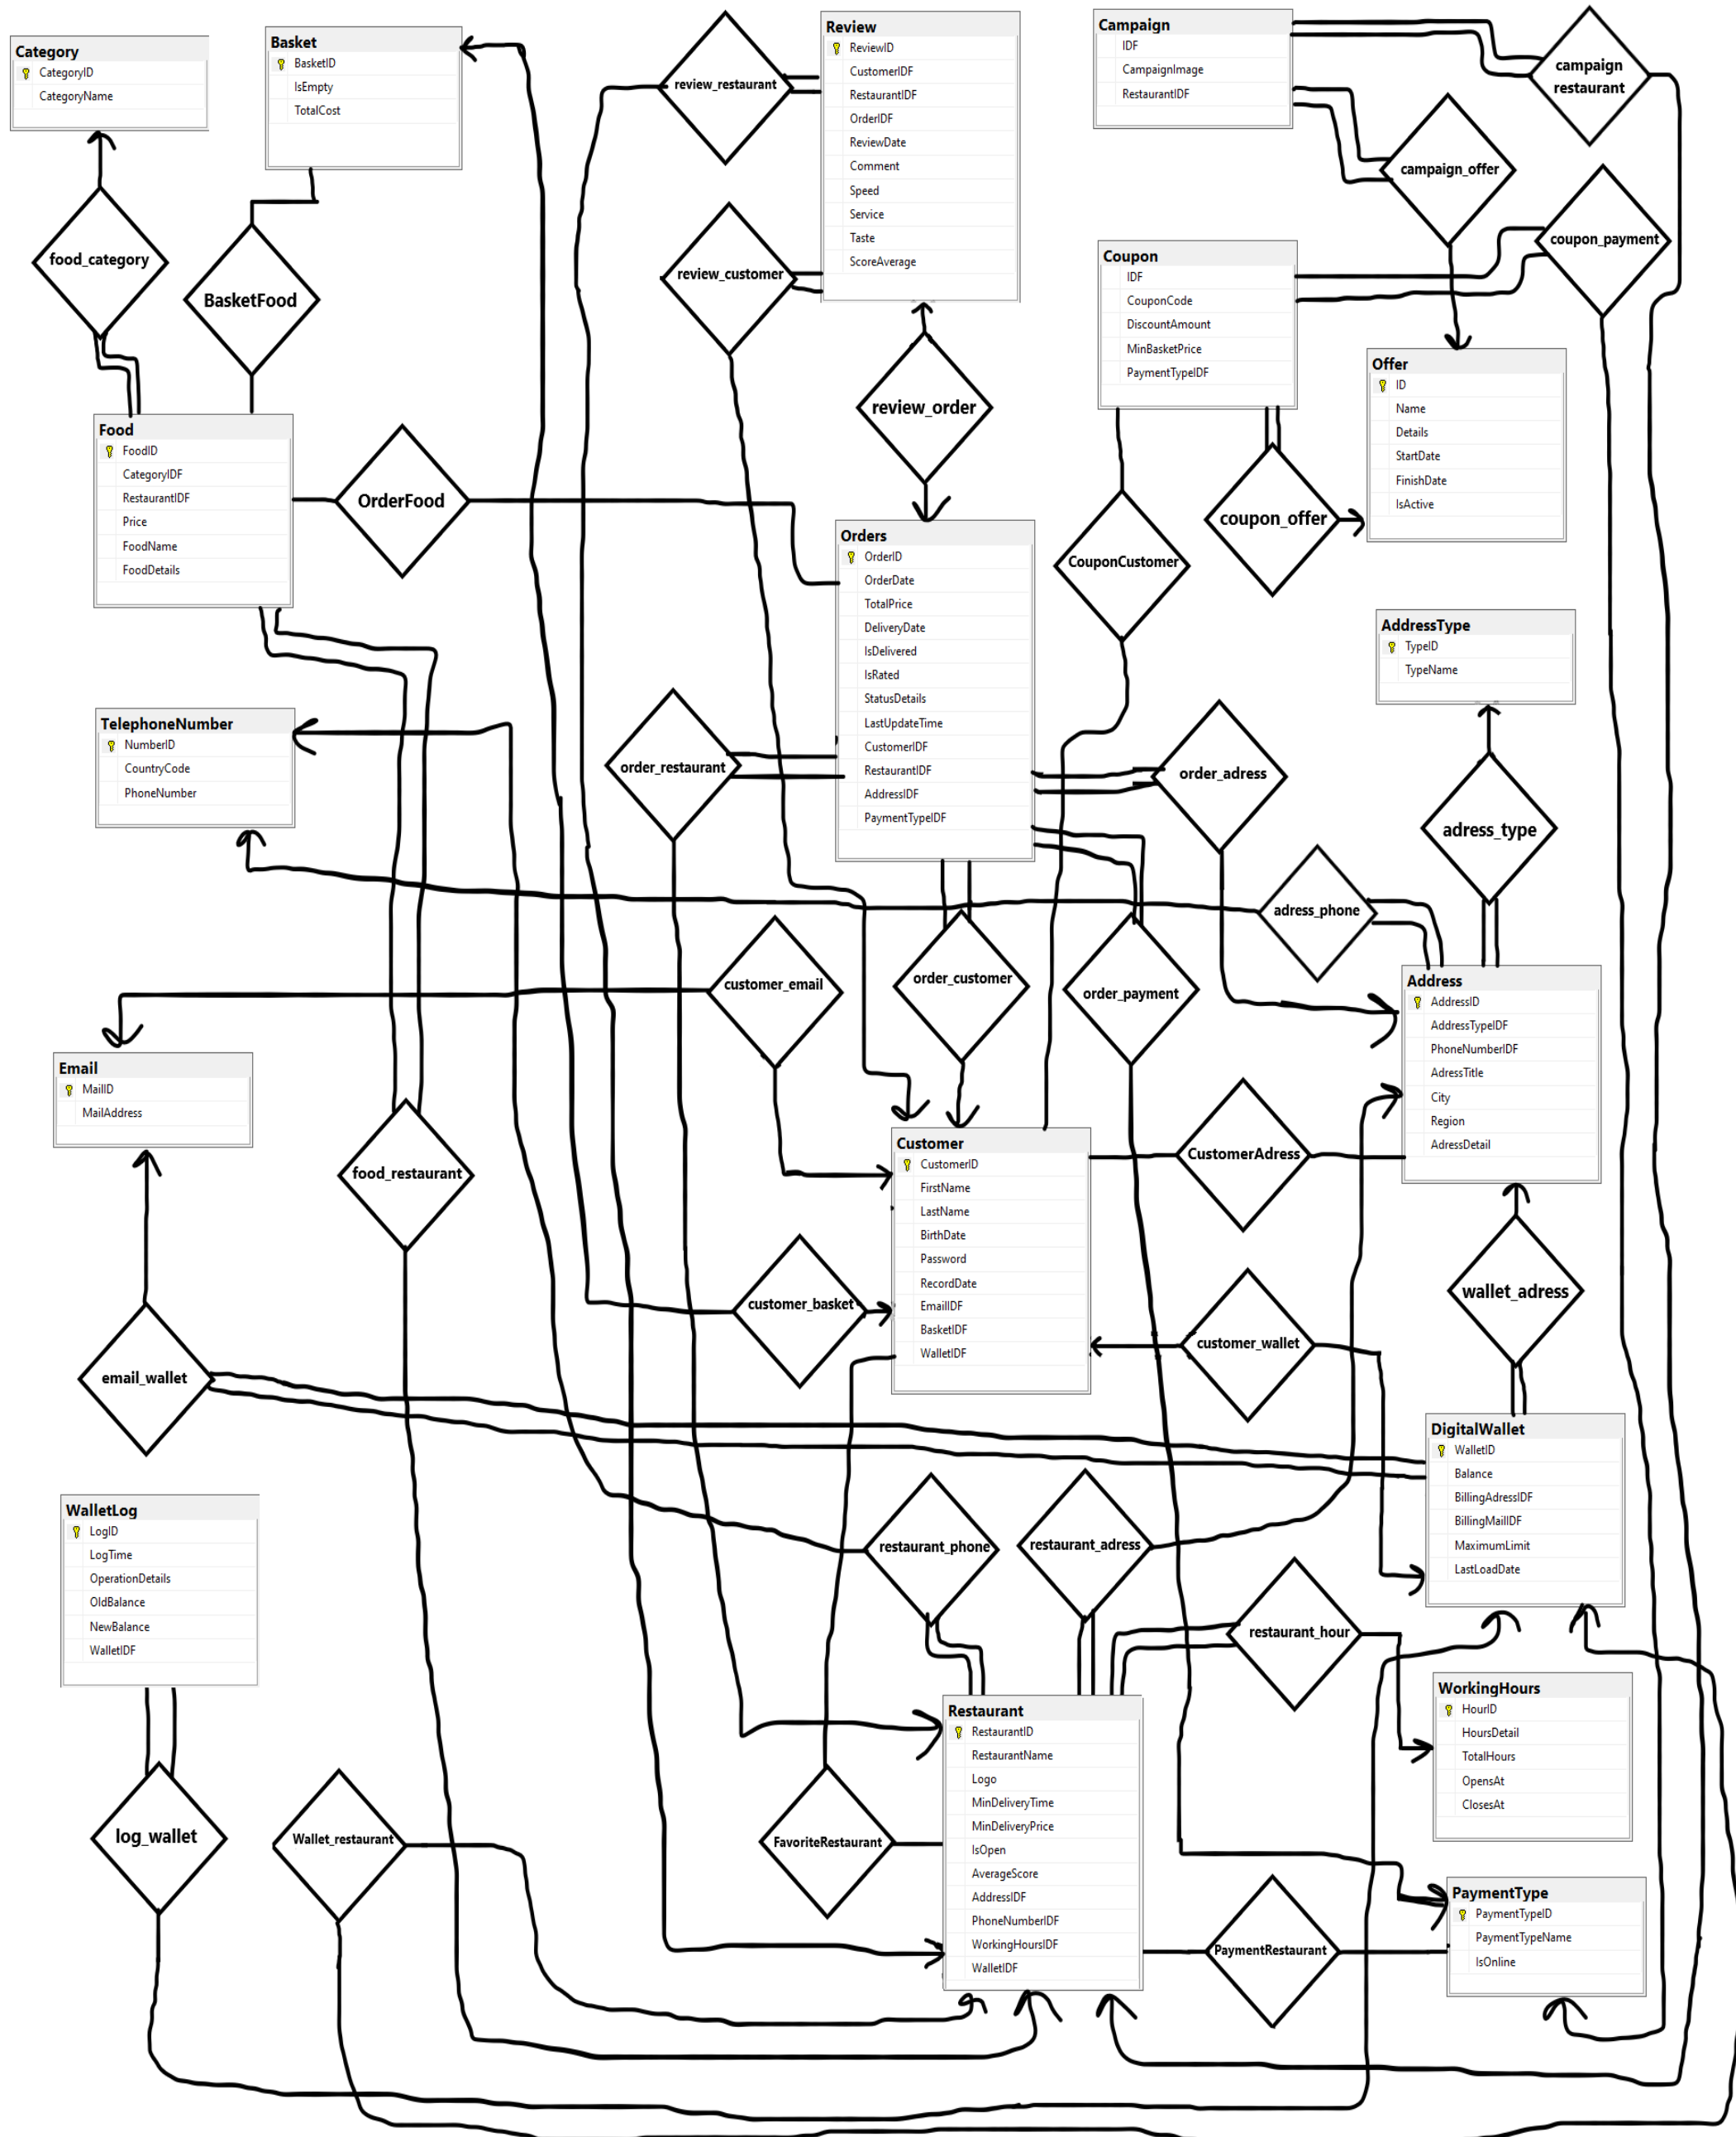 Category
CategoryID
CategoryName
Basket
BasketID
IsEmpty
TotalCost
review_restaurant
Review
ReviewID
CustomerIDF
RestaurantIDF
OrderIDF
ReviewDate
Comment
Speed
Service
Taste
ScoreAverage
Campaign
IDF
CampaignImage
RestaurantIDF
campaign
restaurant
campaign_offer
coupon_payment
food_category
BasketFood
review_customer
Coupon
IDF
CouponCode
DiscountAmount
MinBasketPrice
PaymentTypeIDF
review_order
Offer
ID
Name
Details
StartDate
FinishDate
IsActive
Food
FoodID
CategoryIDF
RestaurantIDF
Price
FoodName
FoodDetails
OrderFood
coupon_offer
CouponCustomer
Orders
OrderID
OrderDate
TotalPrice
DeliveryDate
IsDelivered
IsRated
StatusDetails
LastUpdateTime
CustomerIDF
RestaurantIDF
AddressIDF
PaymentTypeIDF
AddressType
TypeID
TypeName
TelephoneNumber
NumberID
CountryCode
PhoneNumber
order_restaurant
order_adress
adress_type
adress_phone
customer_email
order_customer
order_payment
Address
AddressID
AddressTypeIDF
PhoneNumberIDF
AdressTitle
City
Region
AdressDetail
Email
MailID
MailAddress
food_restaurant
Customer
CustomerID
FirstName
LastName
BirthDate
Password
RecordDate
EmailIDF
BasketIDF
WalletIDF
CustomerAdress
wallet_adress
customer_basket
customer_wallet
email_wallet
DigitalWallet
WalletID
Balance
BillingAdressIDF
BillingMailIDF
MaximumLimit
LastLoadDate
WalletLog
LogID
LogTime
OperationDetails
OldBalance
NewBalance
WalletIDF
restaurant_phone
restaurant_adress
restaurant_hour
Restaurant
RestaurantID
RestaurantName
Logo
MinDeliveryTime
MinDeliveryPrice
IsOpen
AverageScore
AddressIDF
PhoneNumberIDF
WorkingHoursIDF
WalletIDF
WorkingHours
HourID
HoursDetail
TotalHours
OpensAt
ClosesAt
log_wallet
Wallet_restaurant
FavoriteRestaurant
PaymentRestaurant
PaymentType
PaymentTypeID
PaymentTypeName
IsOnline